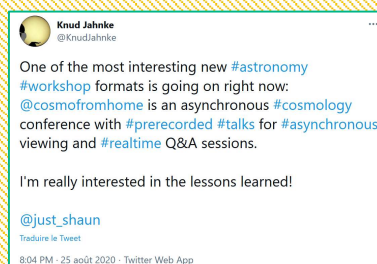 Knud Jahnke
@KnudJahnke
One of the most interesting new #astronomy
#workshop formats is going on right now:
@cosmofromhome is an asynchronous #cosmology
conference with #prerecorded #talks for #asynchronous
viewing and #realtime Q&A sessions.
I'm really interested in the lessons learned!
@just_shaun
Traduire le Tweet
8:04 PM · 25 août 2020 · Twitter Web App